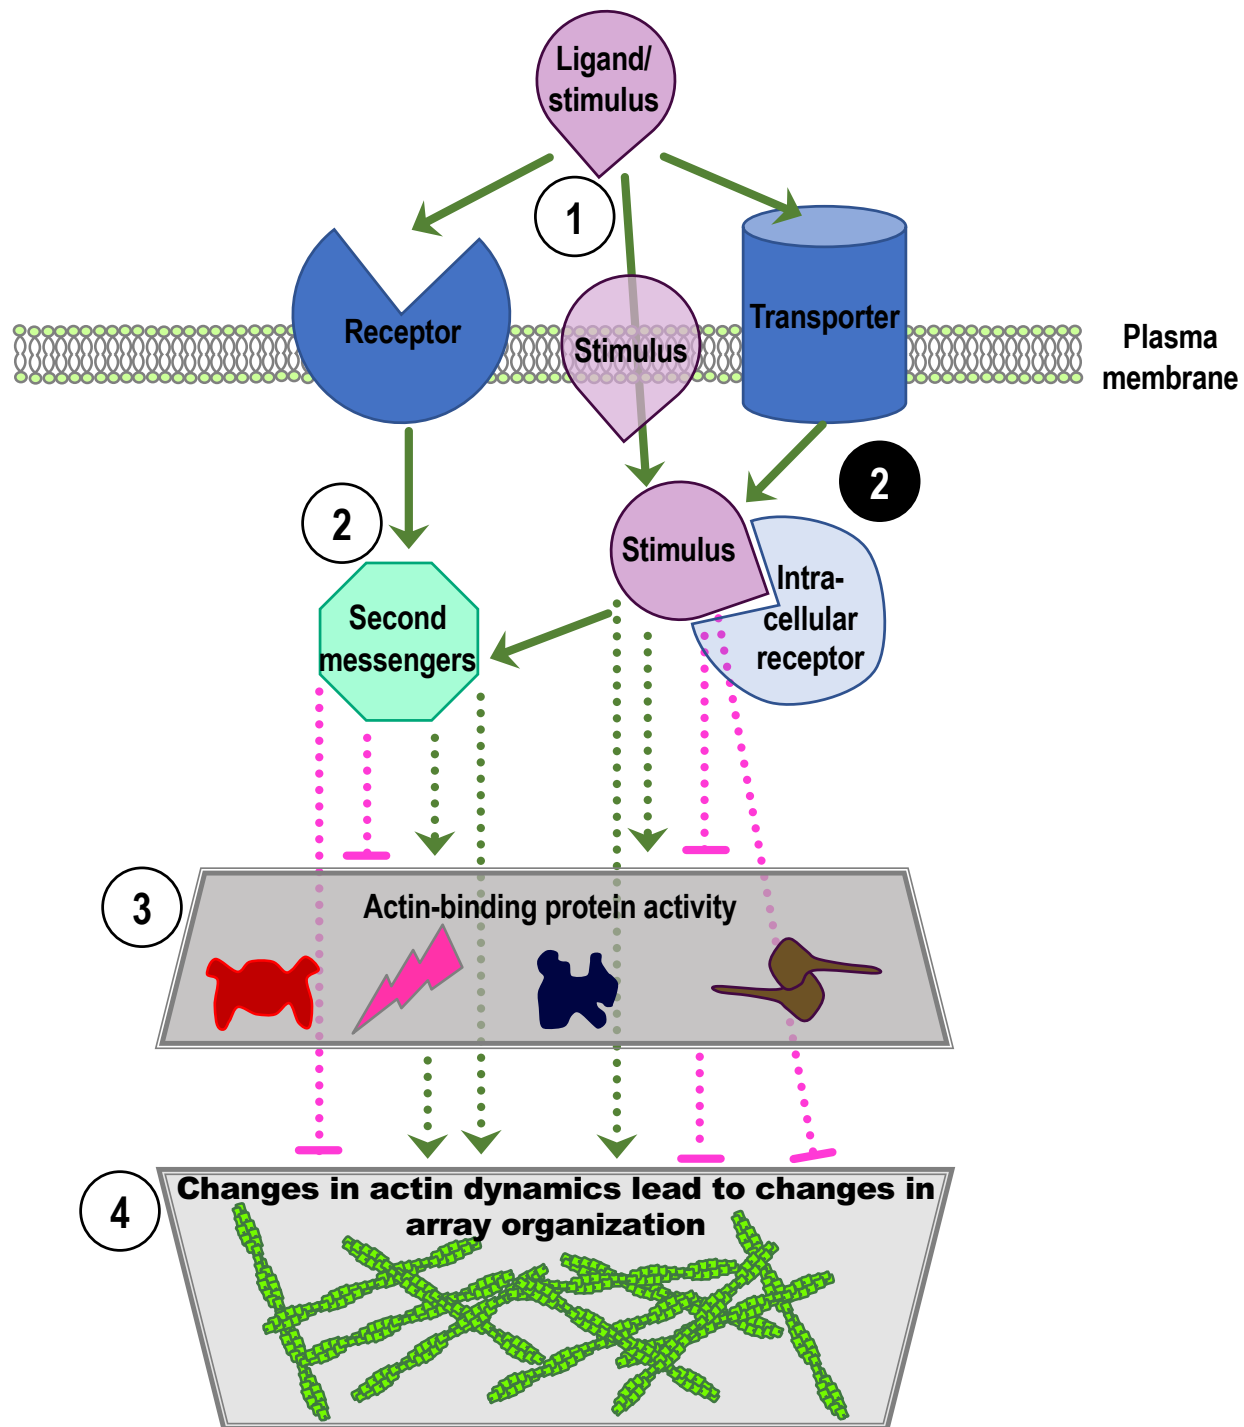 Ligand/
stimulus
1
Receptor
Stimulus
Transporter
Plasma
membrane
2
2
Stimulus
Intra-
cellular
receptor
Second
messengers
3
Actin-binding protein activity
4
Changes in actin dynamics lead to changes in
array organization